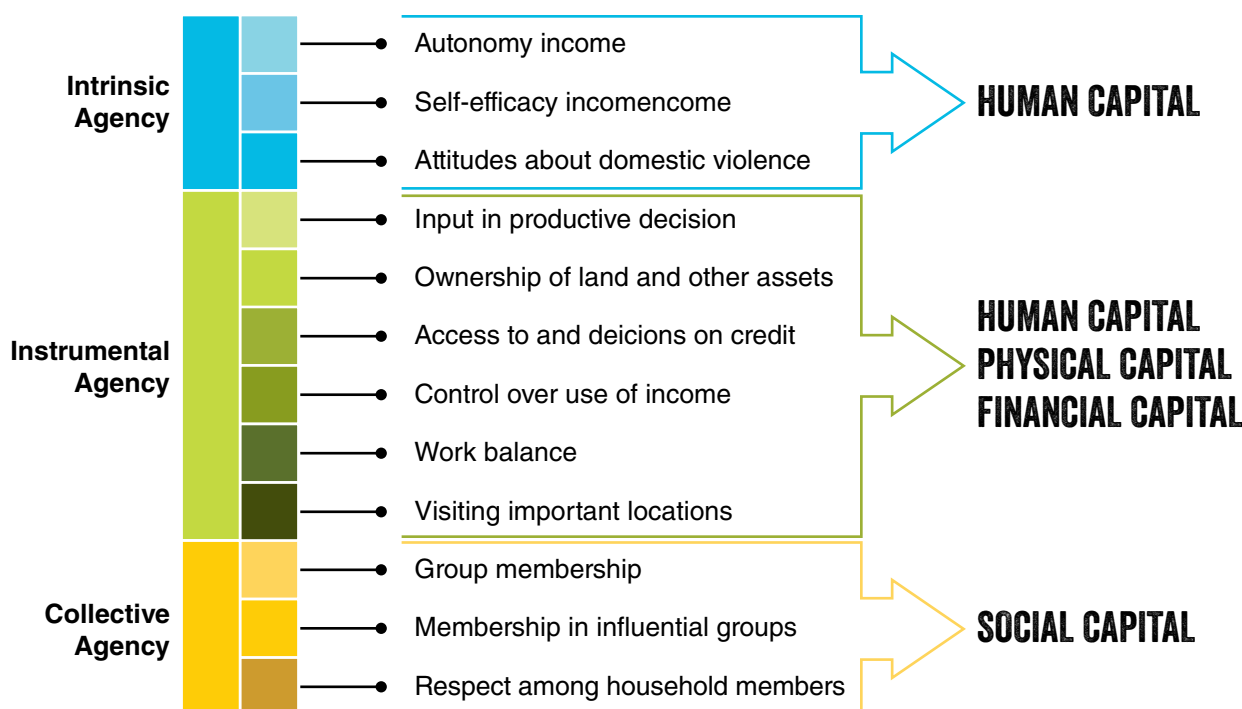 Intrinsic
Agency
Autonomy income
Self-efficacy incomencome
Attitudes about domestic violence
HUMAN CAPITAL
Instrumental
Agency
Input in productive decision
Ownership of land and other assets
Access to and deicions on credit
Control over use of income
Work balance
Visiting important locations
HUMAN CAPITAL
PHYSICAL CAPITAL
FINANCIAL CAPITAL
Collective
Agency
Group membership
Membership in influential groups
Respect among household members
SOCIAL CAPITAL